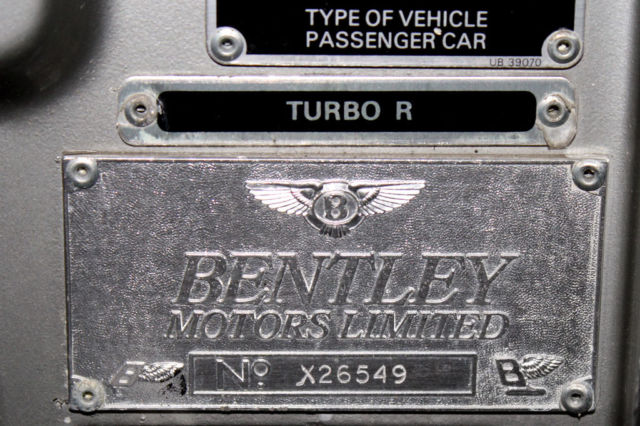 TYPE OF VEHICLE
PASSENGER CAR
UB 39070
TURBO R
B
BENTLEY
MOTORS LIMITED
B Nº X26549 B